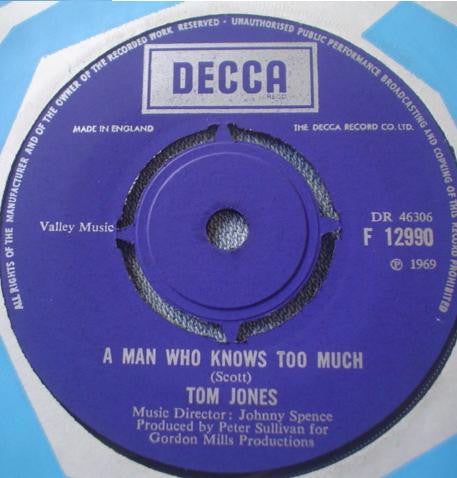 ALL RIGHTS OF THE MANUFACTURER AND OF THE OWNER OF THE RECORDED WORK RESERVED · UNAUTHORISED PUBLIC PERFORMANCE BROADCASTING AND COPYING OF THIS RECORD PROHIBITED
DECCA
REGD
MADE IN ENGLAND
THE DECCA RECORD CO. LTD.
Valley Music
DR 46306
F 12990
Ⓟ 1969
A MAN WHO KNOWS TOO MUCH
(Scott)
TOM JONES
Music Director: Johnny Spence
Produced by Peter Sullivan for
Gordon Mills Productions